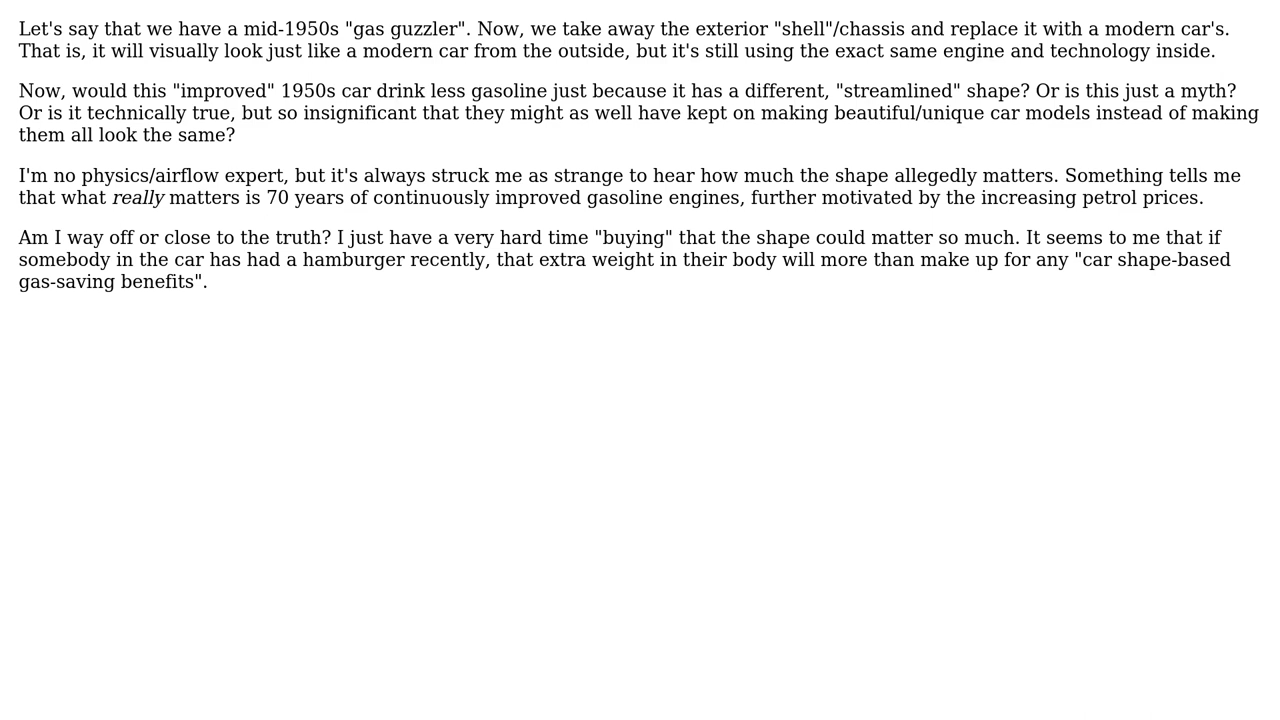 Let's say that we have a mid-1950s "gas guzzler". Now, we take away the exterior "shell"/chassis and replace it with a modern car's.
That is, it will visually look just like a modern car from the outside, but it's still using the exact same engine and technology inside.
Now, would this "improved" 1950s car drink less gasoline just because it has a different, "streamlined" shape? Or is this just a myth?
Or is it technically true, but so insignificant that they might as well have kept on making beautiful/unique car models instead of making
them all look the same?
I'm no physics/airflow expert, but it's always struck me as strange to hear how much the shape allegedly matters. Something tells me
that what really matters is 70 years of continuously improved gasoline engines, further motivated by the increasing petrol prices.
Am I way off or close to the truth? I just have a very hard time "buying" that the shape could matter so much. It seems to me that if
somebody in the car has had a hamburger recently, that extra weight in their body will more than make up for any "car shape-based
gas-saving benefits".